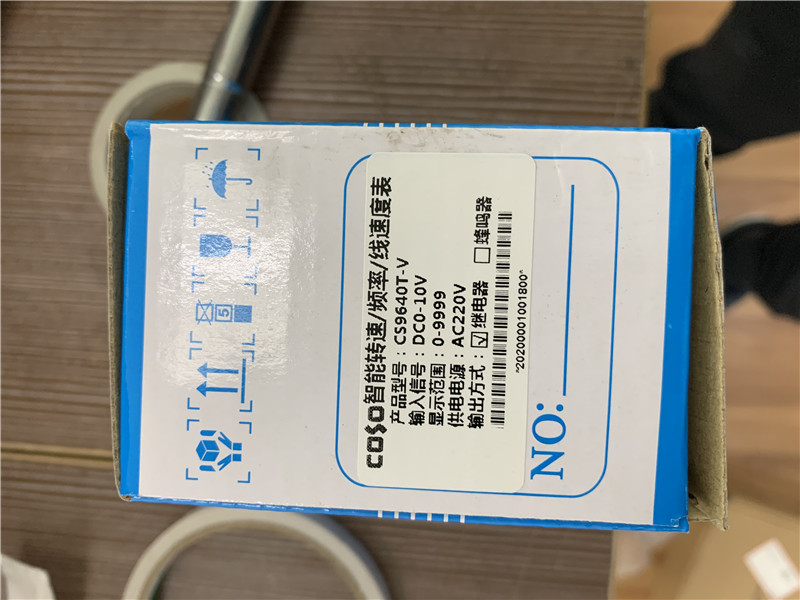 COSO智能转速/频率/线速度表
产品型号：CS9640T-V
输入信号：DC0-10V
显示范围：0-9999
供电电源：AC220V
输出方式：☑继电器 □蜂鸣器
*20200001001800*
NO:
5